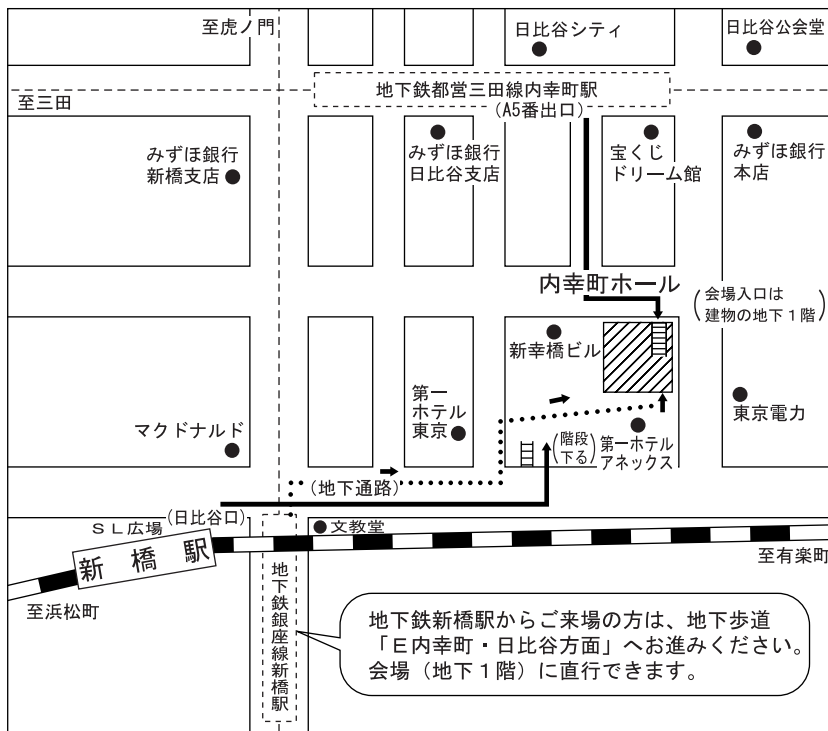 至虎ノ門
日比谷シティ
日比谷公会堂
至三田
地下鉄都営三田線内幸町駅
(A5番出口)
みずほ銀行
新橋支店
みずほ銀行
日比谷支店
宝くじ
ドリーム館
みずほ銀行
本店
内幸町ホール
(会場入口は
建物の地下1階)
新幸橋ビル
第一
ホテル
東京
東京電力
マクドナルド
(階段
下る)
第一ホテル
アネックス
(地下通路)
(日比谷口)
SL広場
文教堂
新橋駅
至有楽町
至浜松町
地下鉄銀座線新橋駅
地下鉄新橋駅からご来場の方は、地下歩道
「E内幸町・日比谷方面」へお進みください。
会場(地下1階)に直行できます。